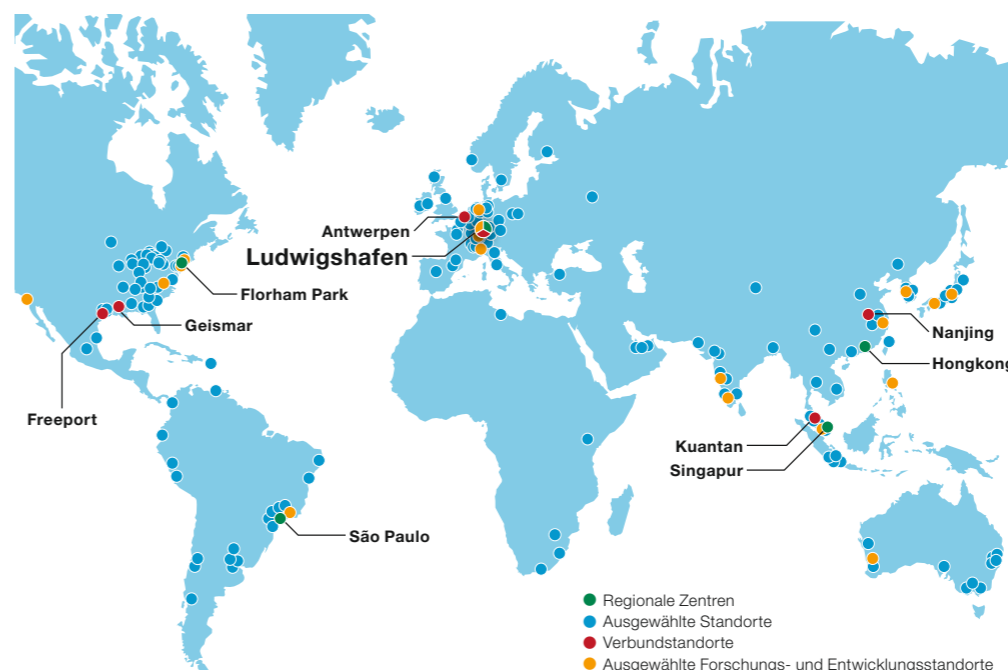 Antwerpen
Ludwigshafen
Florham Park
Geismar
Freeport
Nanjing
Hongkong
Kuantan
Singapur
São Paulo
Regionale Zentren
Ausgewählte Standorte
Verbundstandorte
Ausgewählte Forschungs- und Entwicklungsstandorte